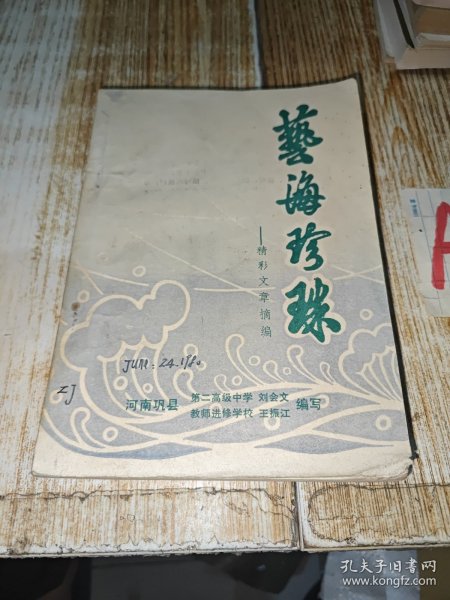 藝海珍珠
——精彩文章摘编
JUN.24.1980
ZJ
河南巩县
第二高级中学 刘会文
教师进修学校 王振江
编写
A
孔夫子旧书网
www.kongfz.com